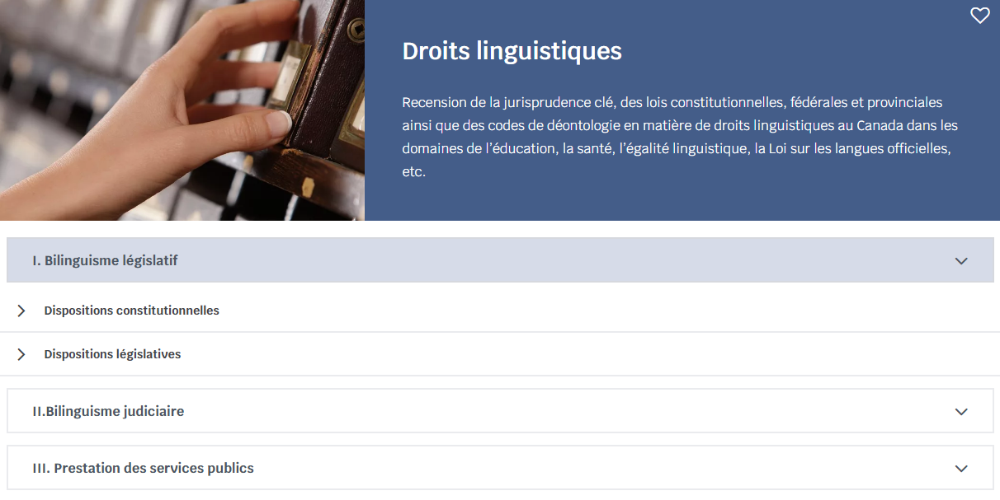 Droits linguistiques
Recension de la jurisprudence clé, des lois constitutionnelles, fédérales et provinciales
ainsi que des codes de déontologie en matière de droits linguistiques au Canada dans les
domaines de l’éducation, la santé, l’égalité linguistique, la Loi sur les langues officielles,
etc.
I. Bilinguisme législatif
Dispositions constitutionnelles
Dispositions législatives
II.Bilinguisme judiciaire
III. Prestation des services publics